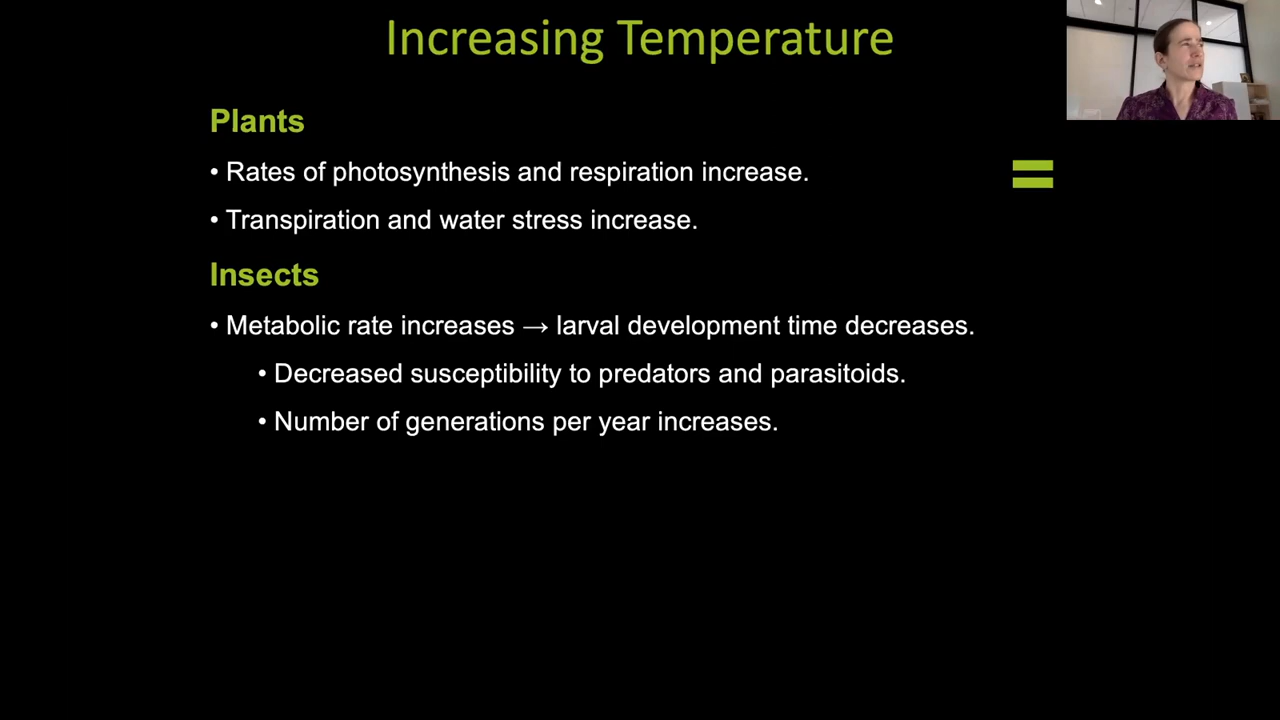 Increasing Temperature
Plants
• Rates of photosynthesis and respiration increase.
=
• Transpiration and water stress increase.
Insects
• Metabolic rate increases → larval development time decreases.
• Decreased susceptibility to predators and parasitoids.
• Number of generations per year increases.